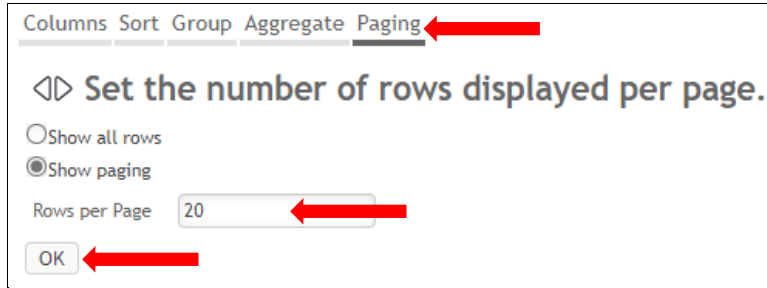 Columns Sort Group Aggregate Paging
Set the number of rows displayed per page.
Show all rows
Show paging
Rows per Page 20
OK